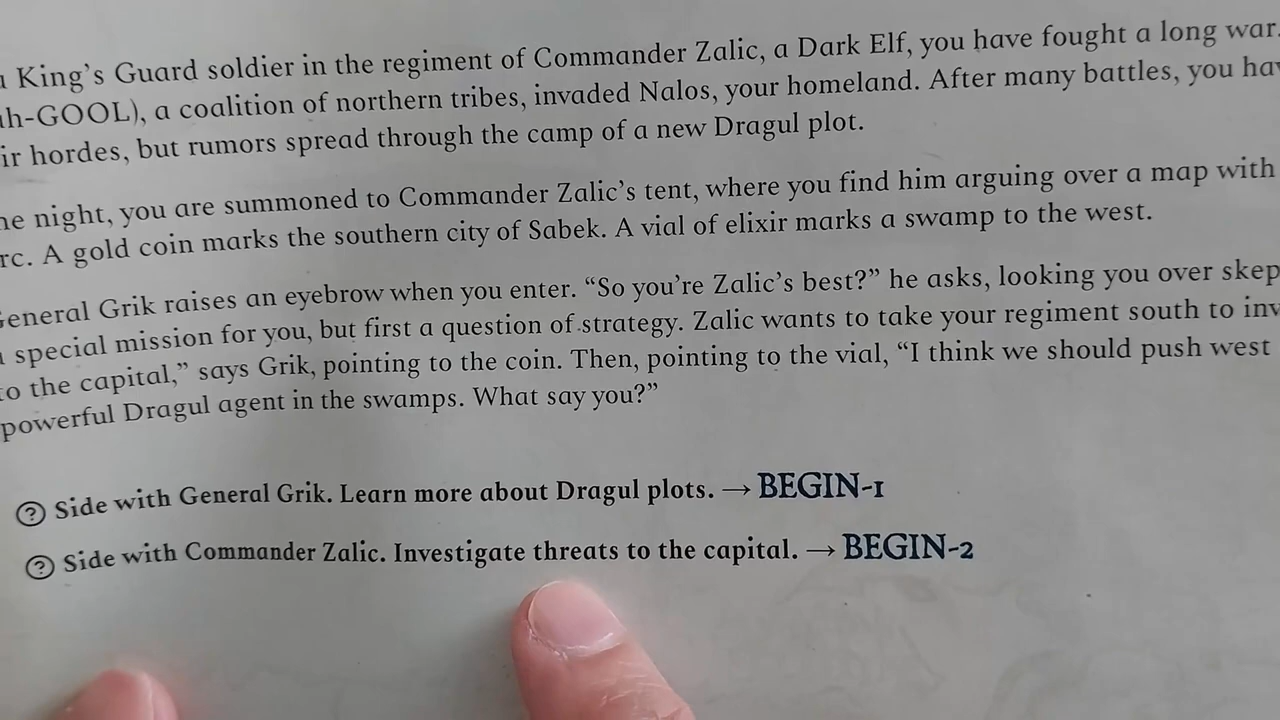 King's Guard soldier in the regiment of Commander Zalic, a Dark Elf, you have fought a long war.
h-GOOL), a coalition of northern tribes, invaded Nalos, your homeland. After many battles, you hav
ir hordes, but rumors spread through the camp of a new Dragul plot.
ne night, you are summoned to Commander Zalic's tent, where you find him arguing over a map with
rc. A gold coin marks the southern city of Sabek. A vial of elixir marks a swamp to the west.
General Grik raises an eyebrow when you enter. “So you're Zalic's best?” he asks, looking you over skep
special mission for you, but first a question of strategy. Zalic wants to take your regiment south to inv
to the capital,” says Grik, pointing to the coin. Then, pointing to the vial, “I think we should push west
powerful Dragul agent in the swamps. What say you?”
? Side with General Grik. Learn more about Dragul plots. → BEGIN-1
? Side with Commander Zalic. Investigate threats to the capital. → BEGIN-2